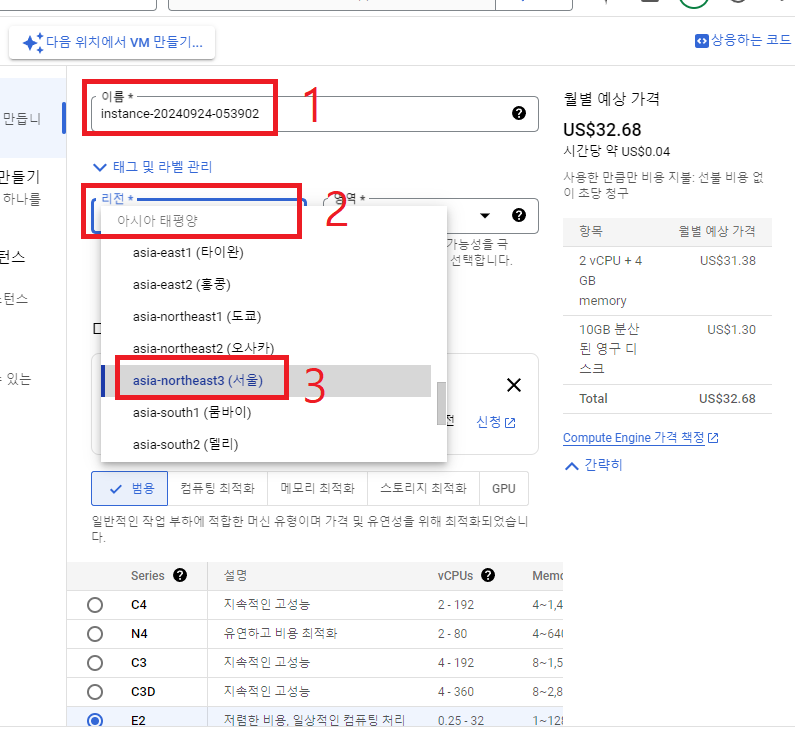 다음 위치에서 VM 만들기...
상응하는 코드
만듭니
만들기
하나를
턴스
스턴스
있는
이름 *
instance-20240924-053902
1
태그 및 라벨 관리
리전 *
영역 *
2
아시아 태평양
가능성을 극
선택합니다.
asia-east1 (타이완)
asia-east2 (홍콩)
asia-northeast1 (도쿄)
asia-northeast2 (오사카)
asia-northeast3 (서울)
3
asia-south1 (뭄바이)
asia-south2 (델리)
전
신청
범용
컴퓨팅 최적화
메모리 최적화
스토리지 최적화
GPU
일반적인 작업 부하에 적합한 머신 유형이며 가격 및 유연성을 위해 최적화되었습니
다.
Series 설명 vCPUs Memo
C4 지속적인 고성능 2 - 192 4~1,4
N4 유연하고 비용 최적화 2 - 80 4~640
C3 지속적인 고성능 4 - 192 8~1,5
C3D 지속적인 고성능 4 - 360 8~2,8
E2 저렴한 비용, 일상적인 컴퓨팅 처리 0.25 - 32 1~128
월별 예상 가격
US$32.68
시간당 약 US$0.04
사용한 만큼만 비용 지불: 선불 비용 없
이 초당 청구
항목 월별 예상 가격
2 vCPU + 4 US$31.38
GB
memory
10GB 분산 US$1.30
된 영구 디
스크
Total US$32.68
Compute Engine 가격 책정
간략히